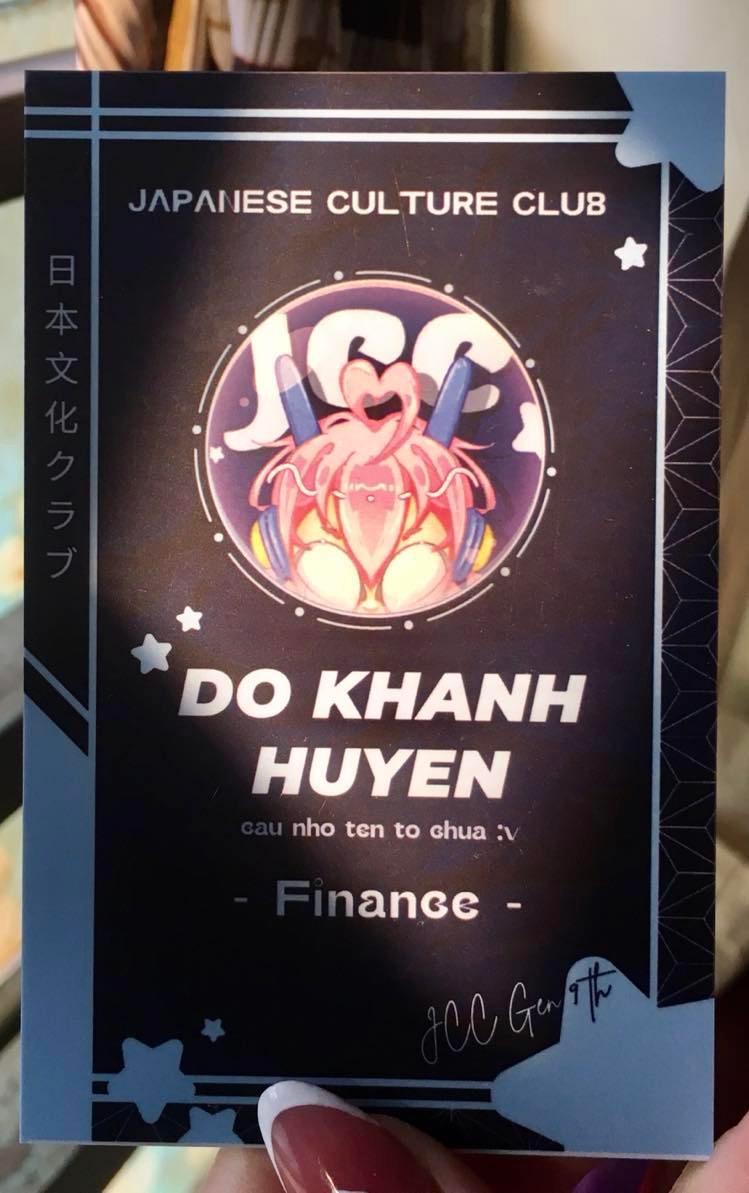 JAPANESE CULTURE CLUB
日本文化クラブ
JCC
DO KHANH
HUYEN
cau nho ten to chua :v
- Finance -
JCC Gen 9th